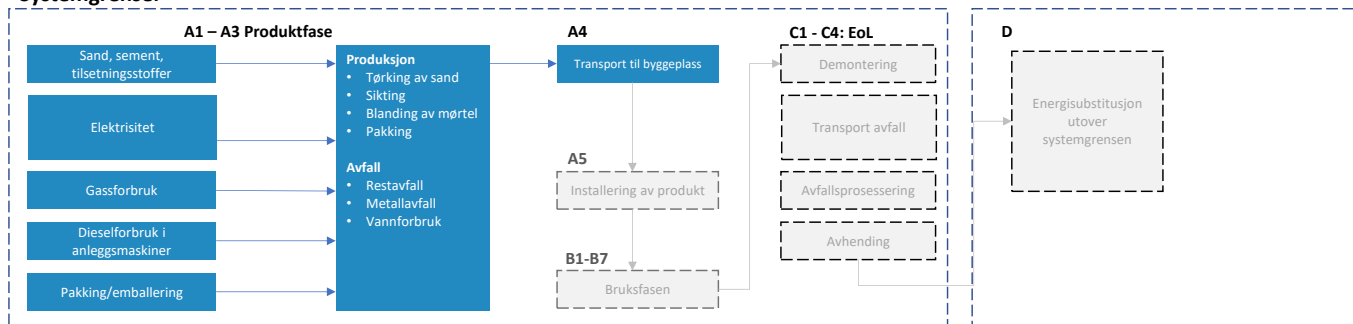 Systemgrenser
A1 – A3 Produktfase
Sand, sement,
tilsetningsstoffer
Elektrisitet
Gassforbruk
Dieselforbruk i
anleggsmaskiner
Pakking/emballering
Produksjon
• Tørking av sand
• Sikting
• Blanding av mørtel
• Pakking
Avfall
• Restavfall
• Metallavfall
• Vannforbruk
A4
Transport til byggeplass
A5
Installering av produkt
B1-B7
Bruksfasen
C1 - C4: EoL
Demontering
Transport avfall
Avfallsprosessering
Avhending
D
Energisubstitusjon
utover
systemgrensen